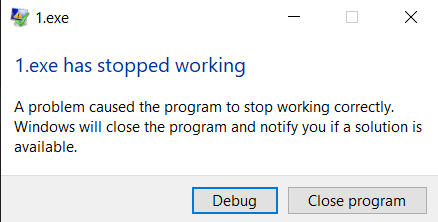 1.exe
1.exe has stopped working
A problem caused the program to stop working correctly.
Windows will close the program and notify you if a solution is
available.
Debug
Close program